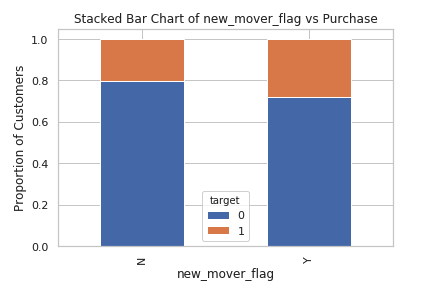 Stacked Bar Chart of new_mover_flag vs Purchase
Proportion of Customers
1.0
0.8
0.6
0.4
0.2
0.0
target
0
1
N
Y
new_mover_flag